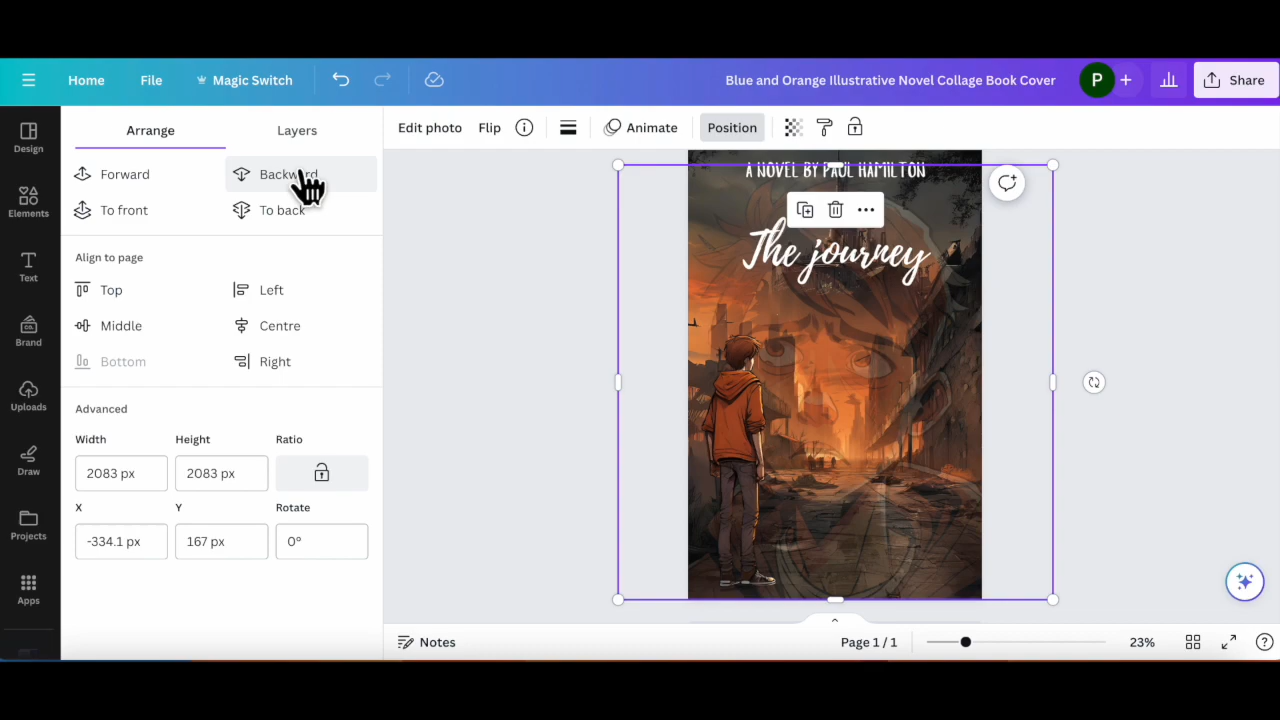 Home File Magic Switch Blue and Orange Illustrative Novel Collage Book Cover P Share
Design
Elements
Text
Brand
CO.
Uploads
Draw
Projects
Apps
Arrange Layers
Forward Backward
To front To back
Align to page
Top Left
Middle Centre
Bottom Right
Advanced
Width Height Ratio
2083 px 2083 px
X Y Rotate
-334.1 px 167 px 0°
Edit photo Flip Animate Position
A NOVEL BY PAUL HAMILTON
The journey
Notes Page 1 / 1 23%